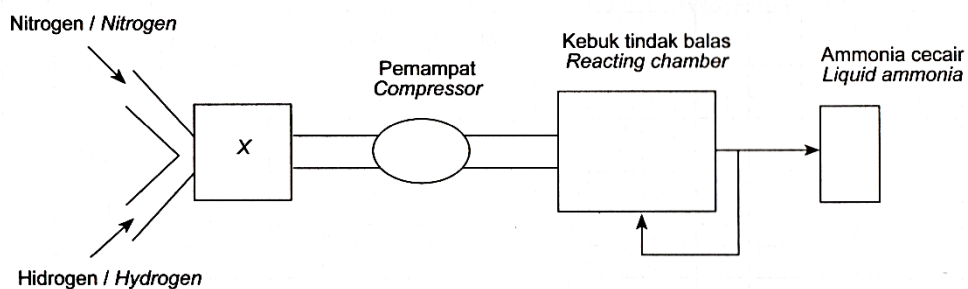 Nitrogen / Nitrogen
Pemampat
Compressor
Kebuk tindak balas
Reacting chamber
Ammonia cecair
Liquid ammonia
X
Hidrogen / Hydrogen